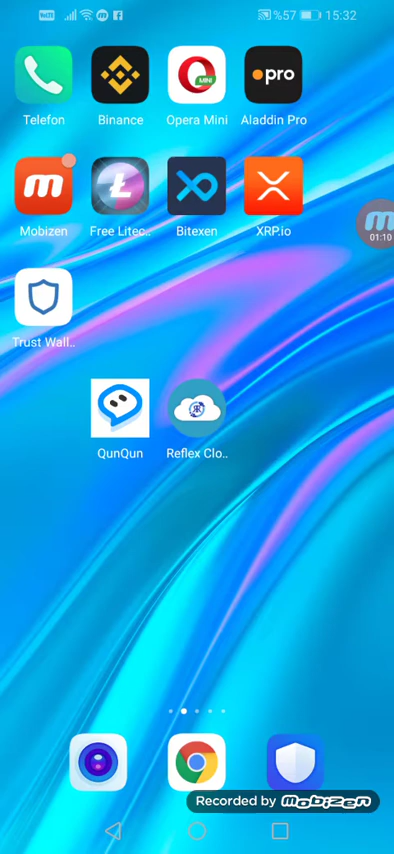 %57 15:32
Telefon
Binance
Opera Mini
Aladdin Pro
MINI
pro
Mobizen
Free Litec..
Bitexen
XRP.io
01:10
Trust Wall..
QunQun
Reflex Clo..
Recorded by mobizen